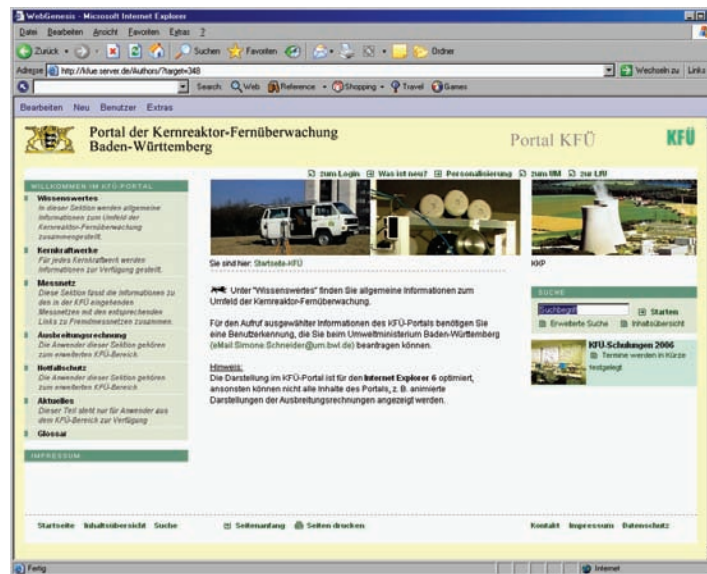 WebGenesis - Microsoft Internet Explorer
Datei Bearbeiten Ansicht Favoriten Extras ?
Zurück Suchen Favoriten Ordner
Adresse http://kfue.server.de/Authors/?target=348 Wechseln zu Links
Search Web Reference Shopping Travel Games
Bearbeiten Neu Benutzer Extras
Portal der Kernreaktor-Fernüberwachung
Baden-Württemberg
Portal KFÜ
KFÜ
zum Login Was ist neu? Personalisierung zum UM zur LfU
WILLKOMMEN IM KFÜ-PORTAL
Wissenswertes
In dieser Sektion werden allgemeine
Informationen zum Umfeld der
Kernreaktor-Fernüberwachung
zusammengestellt.
Kernkraftwerke
Für jedes Kernkraftwerk werden
Informationen zur Verfügung gestellt.
Messnetz
Diese Sektion fasst die Informationen zu
den in der KFÜ eingehenden
Messnetzen mit den entsprechenden
Links zu Fremdmessnetzen zusammen.
Ausbreitungsrechnung
Die Anwender dieser Sektion gehören
zum erweiterten KFÜ-Bereich.
Notfallschutz
Die Anwender dieser Sektion gehören
zum erweiterten KFÜ-Bereich.
Aktuelles
Dieser Teil steht nur für Anwender aus
dem KFÜ-Bereich zur Verfügung
Glossar
IMPRESSUM
Sie sind hier: Startseite-KFÜ
Unter "Wissenswertes" finden Sie allgemeine Informationen zum
Umfeld der Kernreaktor-Fernüberwachung.
Für den Aufruf ausgewählter Informationen des KFÜ-Portals benötigen Sie
eine Benutzerkennung, die Sie beim Umweltministerium Baden-Württemberg
(eMail:Simone.Schneider@um.bwl.de) beantragen können.
Hinweis:
Die Darstellung im KFÜ-Portal ist für den Internet Explorer 6 optimiert,
ansonsten können nicht alle Inhalte des Portals, z. B. animierte
Darstellungen der Ausbreitungsrechnungen angezeigt werden.
KKP
SUCHE
Suchbegriff Starten
Erweiterte Suche Inhaltsübersicht
KFÜ-Schulungen 2006
Termine werden in Kürze
festgelegt
Startseite Inhaltsübersicht Suche Seitenanfang Seiten drucken Kontakt Impressum Datenschutz
Fertig Internet